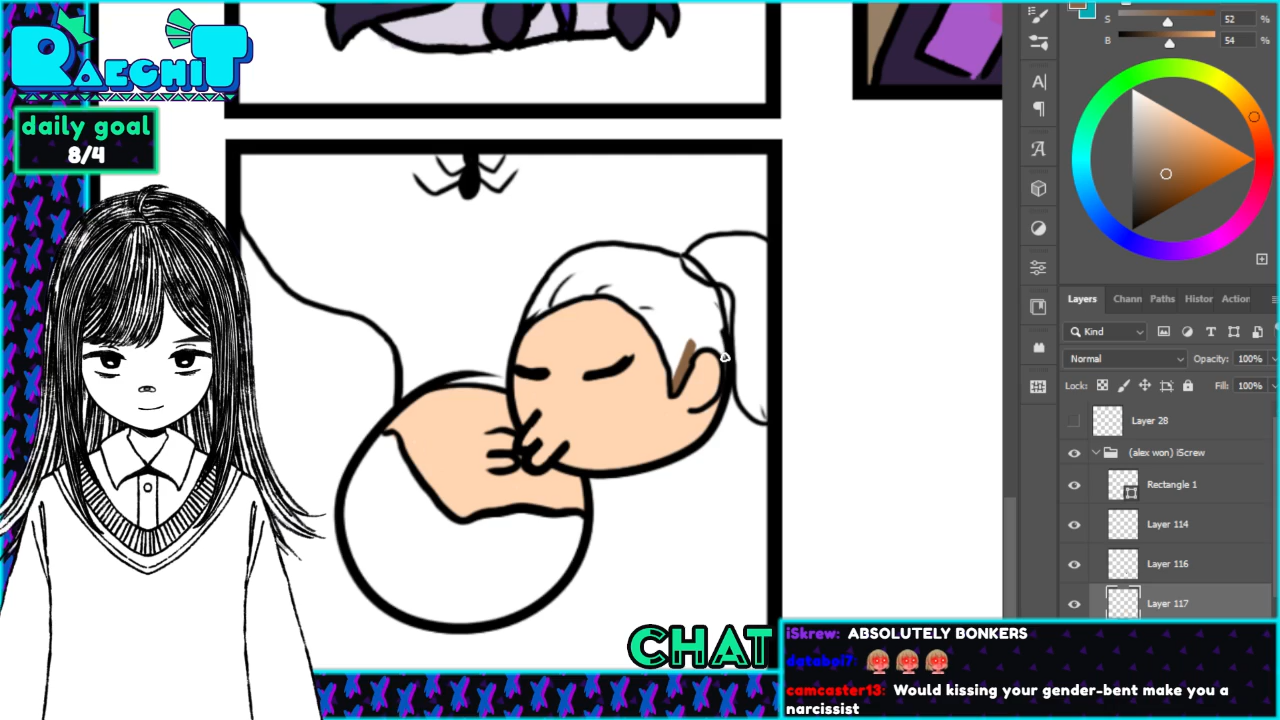 RAECHIT
daily goal
8/4
S 52 %
B 54 %
Layers Chann Paths Histor Action
Kind
Normal Opacity: 100%
Lock: Fill: 100%
Layer 28
(alex won) iScrew
Rectangle 1
Layer 114
Layer 116
Layer 117
CHAT
iSkrew: ABSOLUTELY BONKERS
dgtaboi7:
camcaster13: Would kissing your gender-bent make you a
narcissist